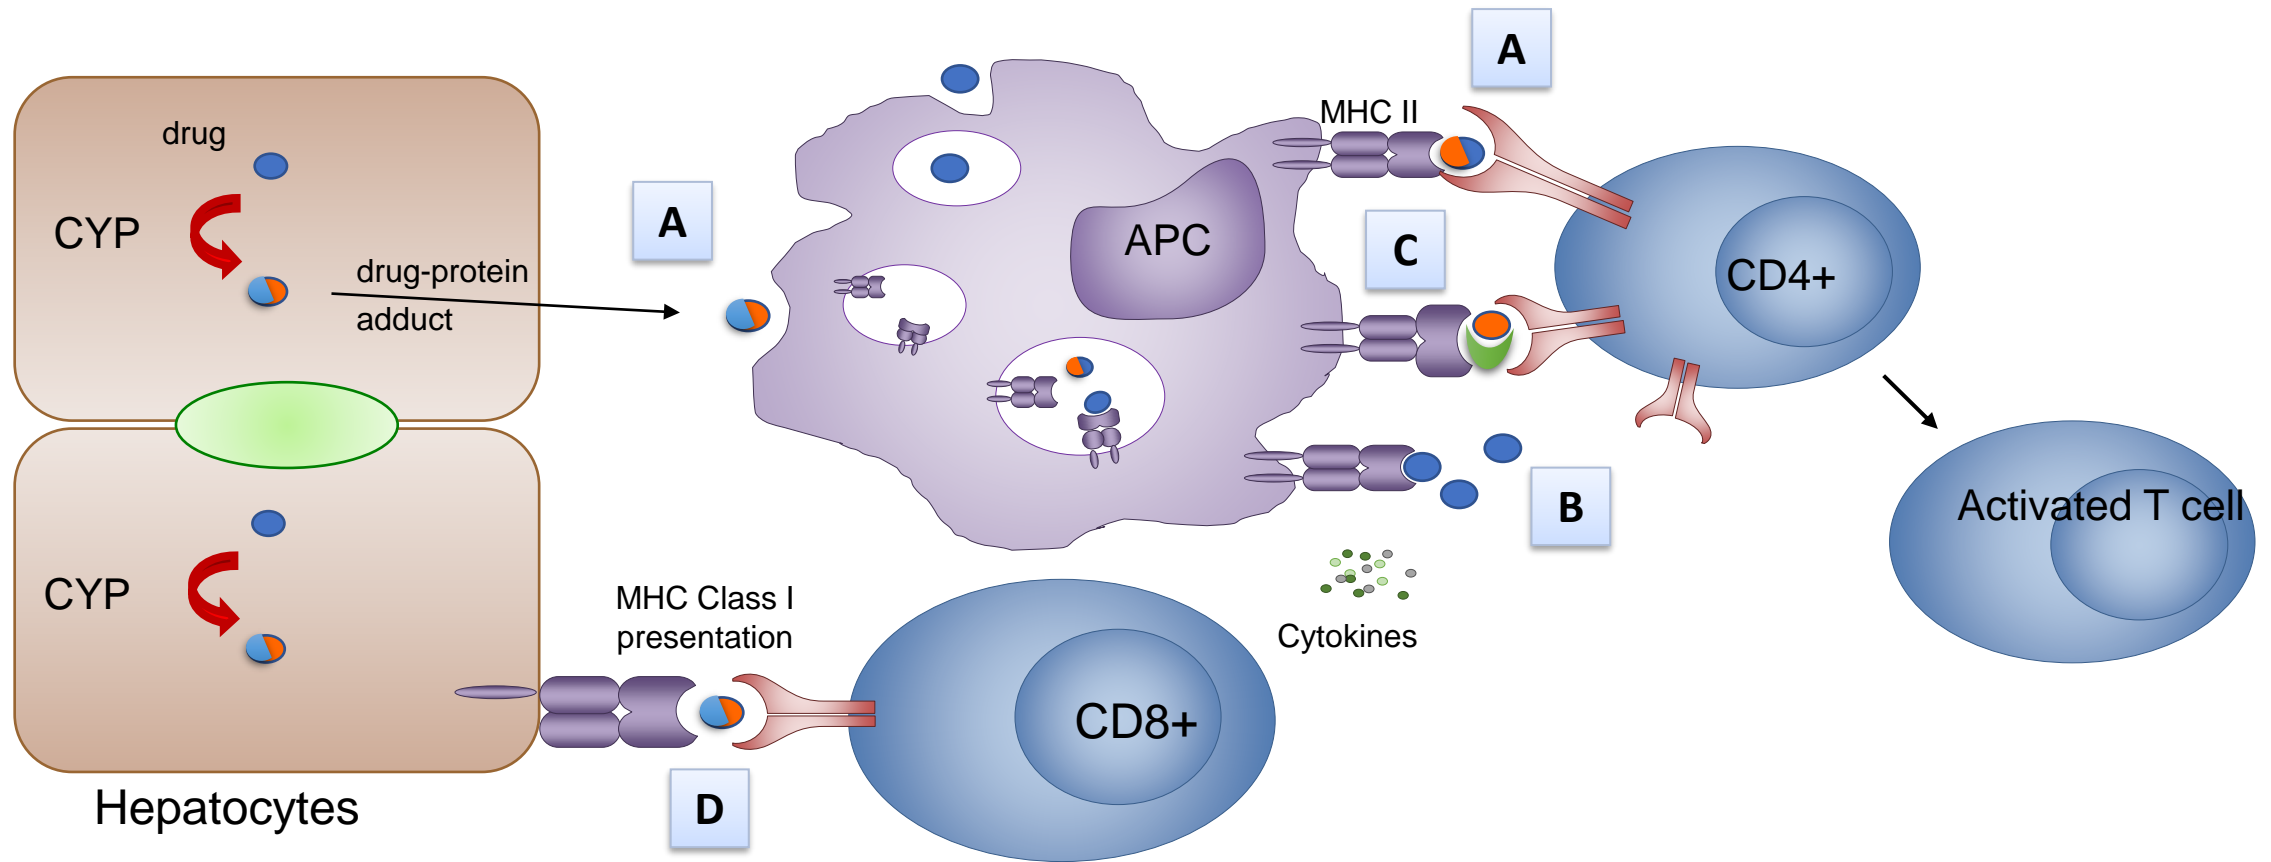 drug
CYP
drug-protein
adduct
CYP
Hepatocytes
A
APC
MHC II
A
C
CD4+
B
Activated T cell
MHC Class I
presentation
Cytokines
CD8+
D